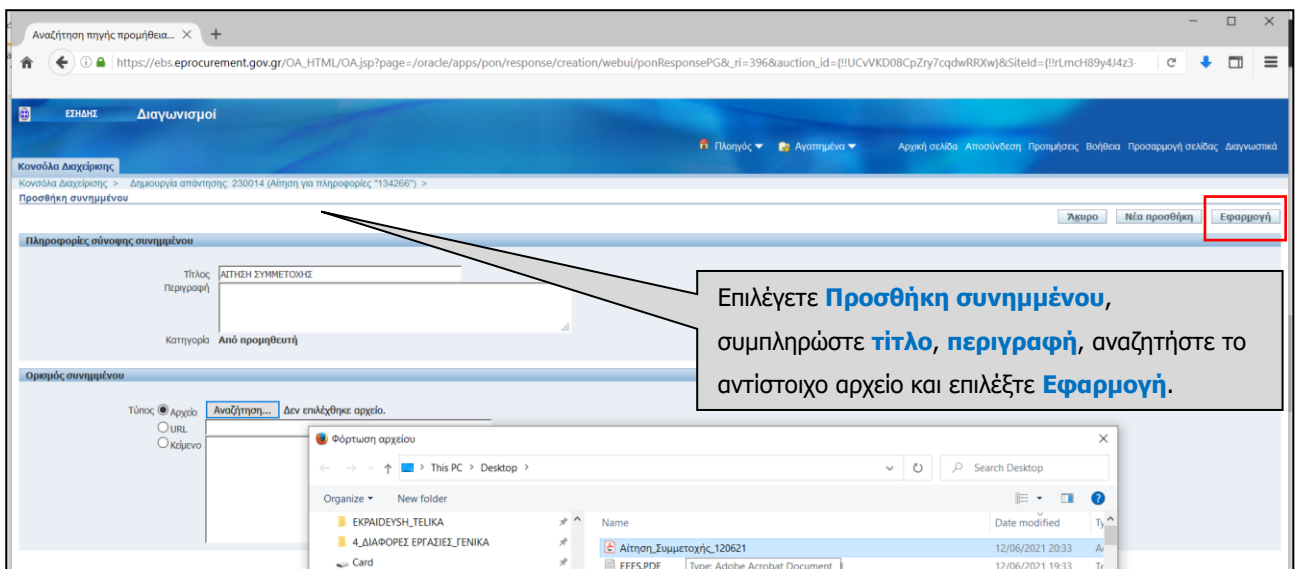 Αναζήτηση πηγής προμήθεια...
https://ebs.eprocurement.gov.gr/OA_HTML/OA.jsp?page=/oracle/apps/pon/response/creation/webui/ponResponsePG&_ri=396&auction_id={!!UCvVKD08CpZry7cqdwRRXw}&SiteId={!!rLmcH89y4J4z3-
ΕΣΗΔΗΣ Διαγωνισμοί
Πλοηγός Αγαπημένα Αρχική σελίδα Αποσύνδεση Προτιμήσεις Βοήθεια Προσαρμογή σελίδας Διαγνωστικά
Κονσόλα Διαχείρισης
Κονσόλα Διαχείρισης > Δημιουργία απάντησης: 230014 (Αίτηση για πληροφορίες "134266") >
Προσθήκη συνημμένου
Άκυρο Νέα προσθήκη Εφαρμογή
Πληροφορίες σύνοψης συνημμένου
Τίτλος ΑΙΤΗΣΗ ΣΥΜΜΕΤΟΧΗΣ
Περιγραφή
Κατηγορία Από προμηθευτή
Επιλέγετε Προσθήκη συνημμένου,
συμπληρώστε τίτλο, περιγραφή, αναζητήστε το
αντίστοιχο αρχείο και επιλέξτε Εφαρμογή.
Ορισμός συνημμένου
Τύπος Αρχείο Αναζήτηση... Δεν επιλέχθηκε αρχείο.
URL
Κείμενο
Φόρτωση αρχείου
This PC > Desktop >
Search Desktop
Organize New folder
EKPAIDEYSH_TELIKA
Name Date modified
4_ΔΙΑΦΟΡΕΣ ΕΡΓΑΣΙΕΣ_ΓΕΝΙΚΑ
Αίτηση_Συμμετοχής_120621 12/06/2021 20:33
Card
EEES.PDF Type: Adobe Acrobat Document 12/06/2021 19:33